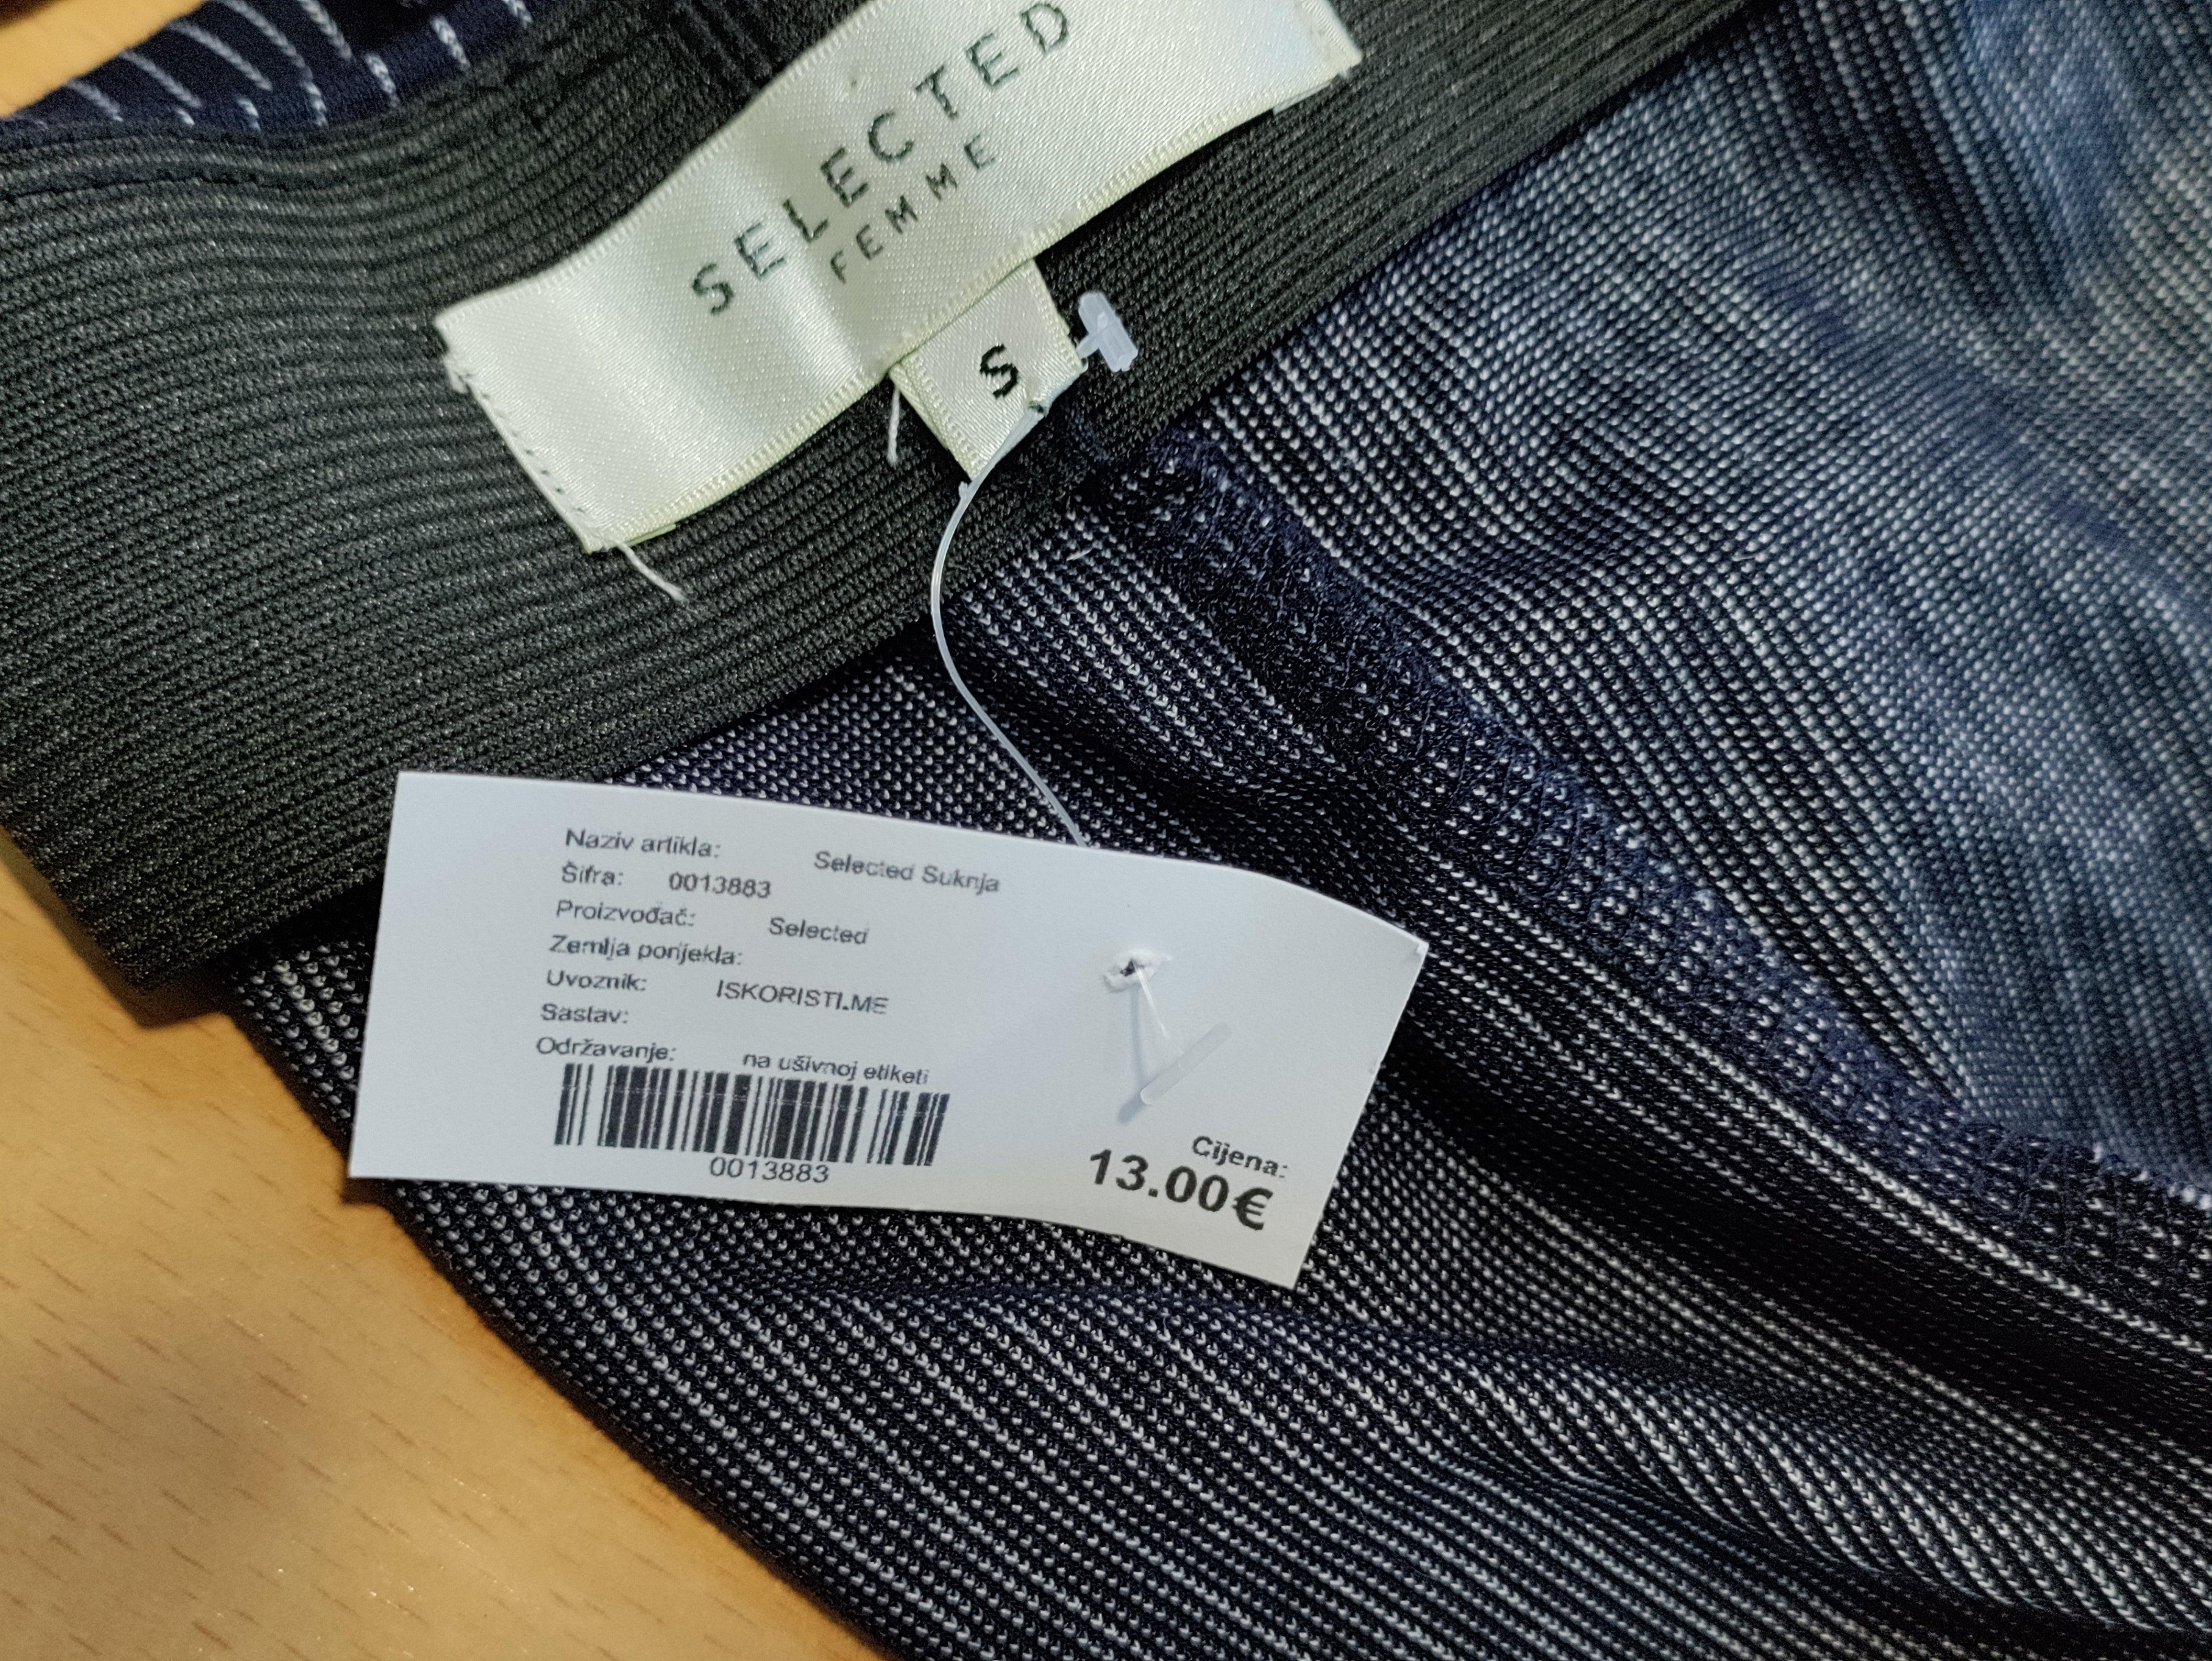 SELECTED
FEMME
S
Naziv artikla: Selected Suknja
Šifra: 0013883
Proizvođač: Selected
Zemlja porijekla:
Uvoznik: ISKORISTI.ME
Sastav:
Održavanje: na ušivnoj etiketi
0013883
Cijena:
13.00€